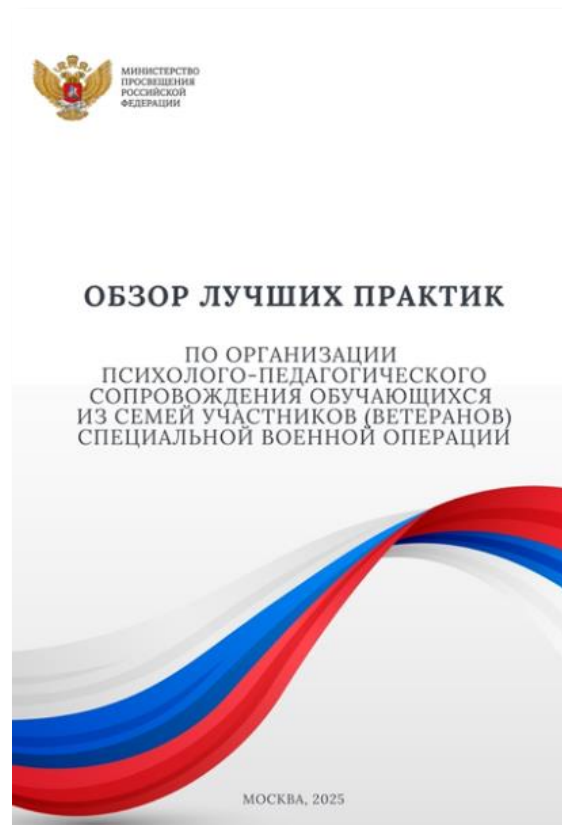 МИНИСТЕРСТВО
ПРОСВЕЩЕНИЯ
РОССИЙСКОЙ
ФЕДЕРАЦИИ
ОБЗОР ЛУЧШИХ ПРАКТИК
ПО ОРГАНИЗАЦИИ
ПСИХОЛОГО-ПЕДАГОГИЧЕСКОГО
СОПРОВОЖДЕНИЯ ОБУЧАЮЩИХСЯ
ИЗ СЕМЕЙ УЧАСТНИКОВ (ВЕТЕРАНОВ)
СПЕЦИАЛЬНОЙ ВОЕННОЙ ОПЕРАЦИИ
МОСКВА, 2025